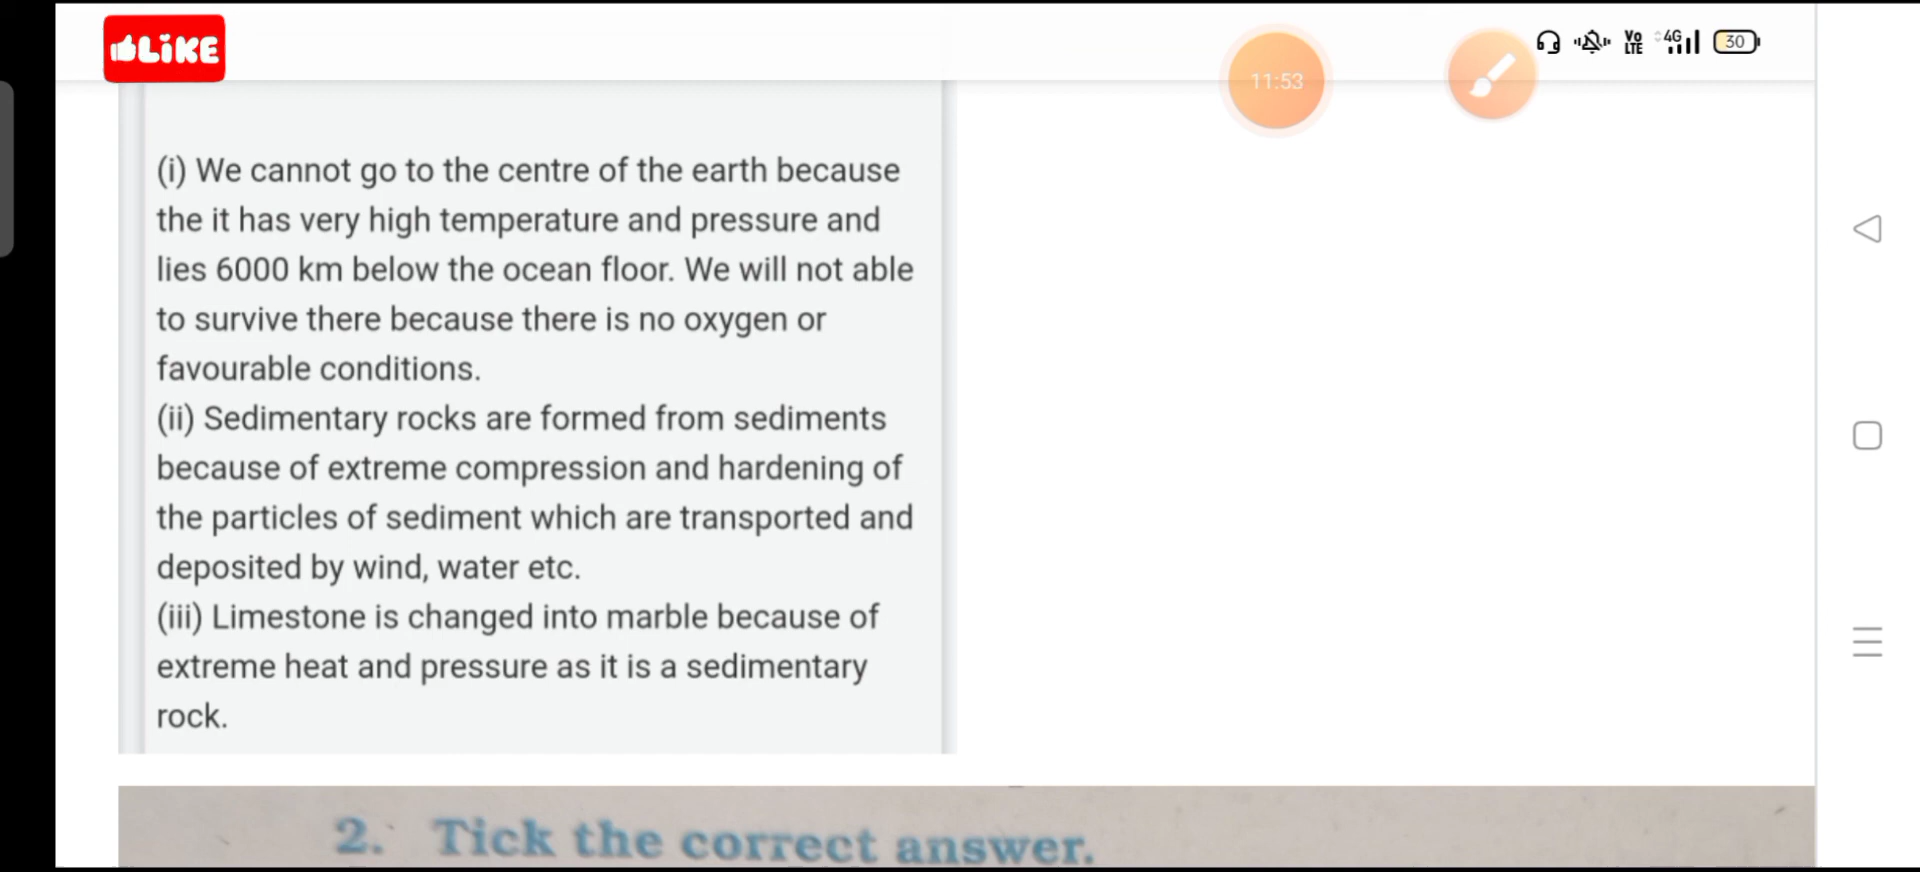 LiKE
11:53
Vo
LTE
4G
30
(i) We cannot go to the centre of the earth because
the it has very high temperature and pressure and
lies 6000 km below the ocean floor. We will not able
to survive there because there is no oxygen or
favourable conditions.
(ii) Sedimentary rocks are formed from sediments
because of extreme compression and hardening of
the particles of sediment which are transported and
deposited by wind, water etc.
(iii) Limestone is changed into marble because of
extreme heat and pressure as it is a sedimentary
rock.
2. Tick the correct answer.